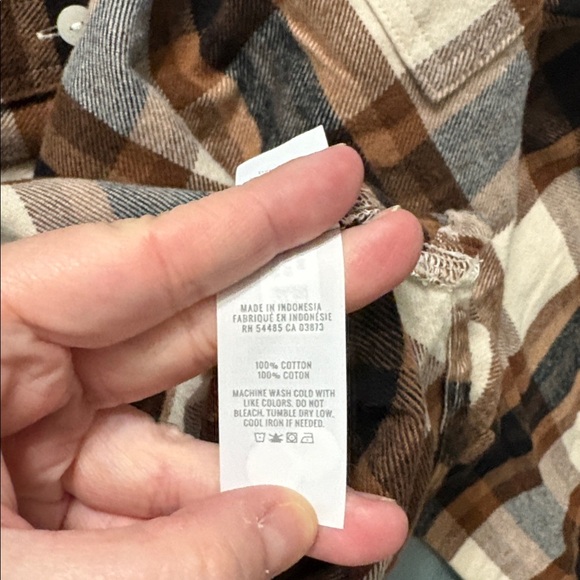 MADE IN INDONESIA
FABRIQUÉ EN INDONÉSIE
RN 54485 CA 03873
100% COTTON
100% COTON
MACHINE WASH COLD WITH
LIKE COLORS. DO NOT
BLEACH. TUMBLE DRY LOW.
COOL IRON IF NEEDED.